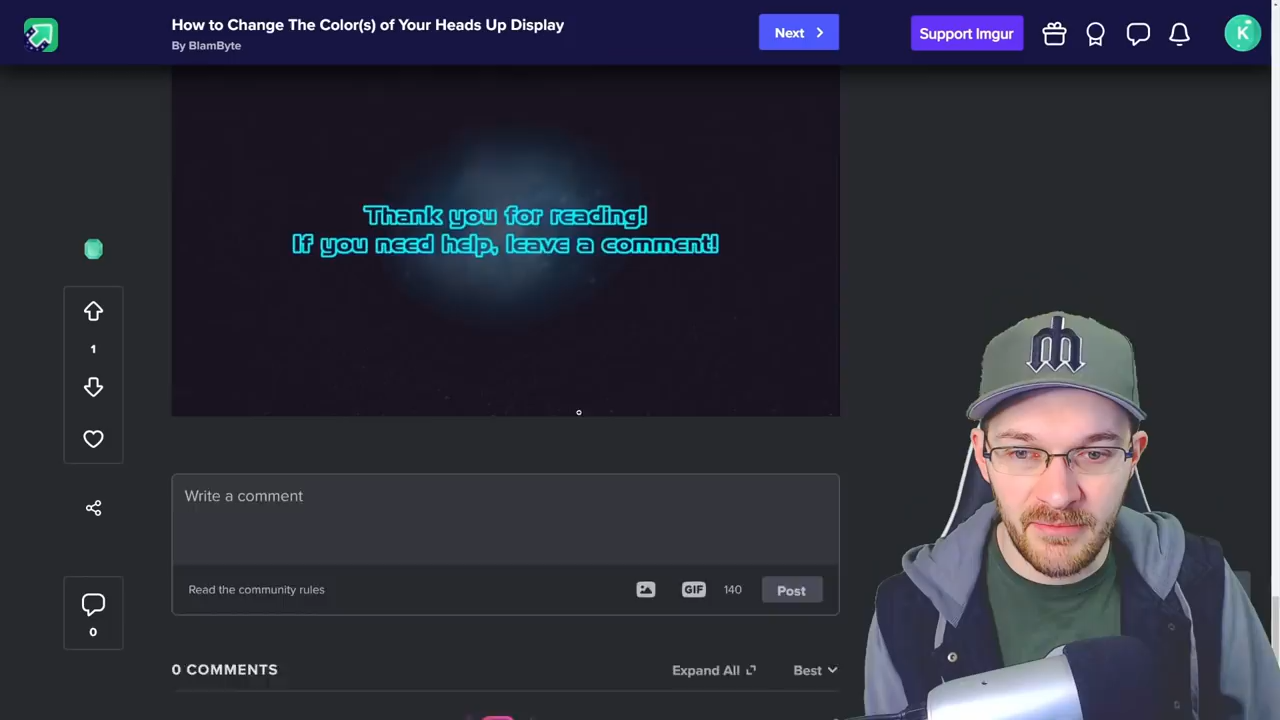 How to Change The Color(s) of Your Heads Up Display
By BlamByte
Next
Support Imgur
K
Thank you for reading!
If you need help, leave a comment!
1
Write a comment
Read the community rules
GIF
140
Post
0
0 COMMENTS
Expand All
Best